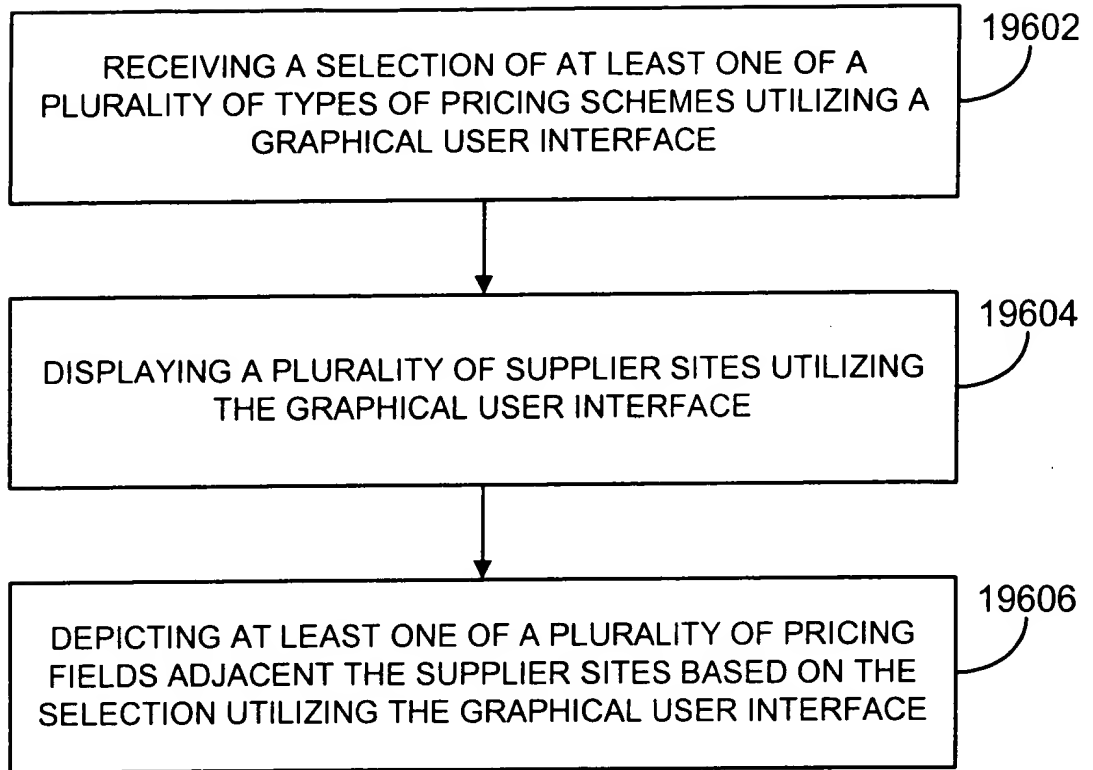 19602
RECEIVING A SELECTION OF AT LEAST ONE OF A
PLURALITY OF TYPES OF PRICING SCHEMES UTILIZING A
GRAPHICAL USER INTERFACE
19604
DISPLAYING A PLURALITY OF SUPPLIER SITES UTILIZING
THE GRAPHICAL USER INTERFACE
19606
DEPICTING AT LEAST ONE OF A PLURALITY OF PRICING
FIELDS ADJACENT THE SUPPLIER SITES BASED ON THE
SELECTION UTILIZING THE GRAPHICAL USER INTERFACE